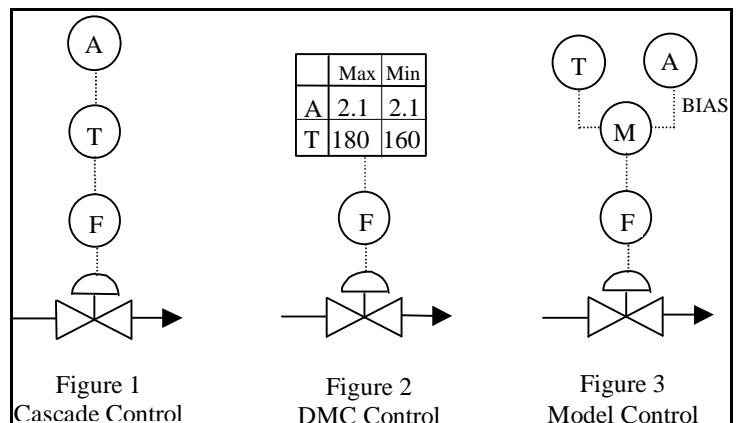 A
T
F
Figure 1
Cascade Control
Max Min
A 2.1 2.1
T 180 160
F
Figure 2
DMC Control
T A
BIAS
M
F
Figure 3
Model Control